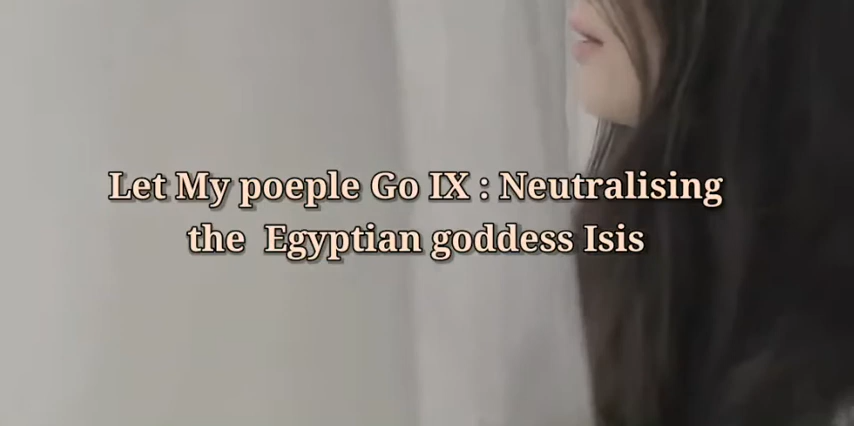 Let My poeple Go IX : Neutralising
the  Egyptian goddess Isis